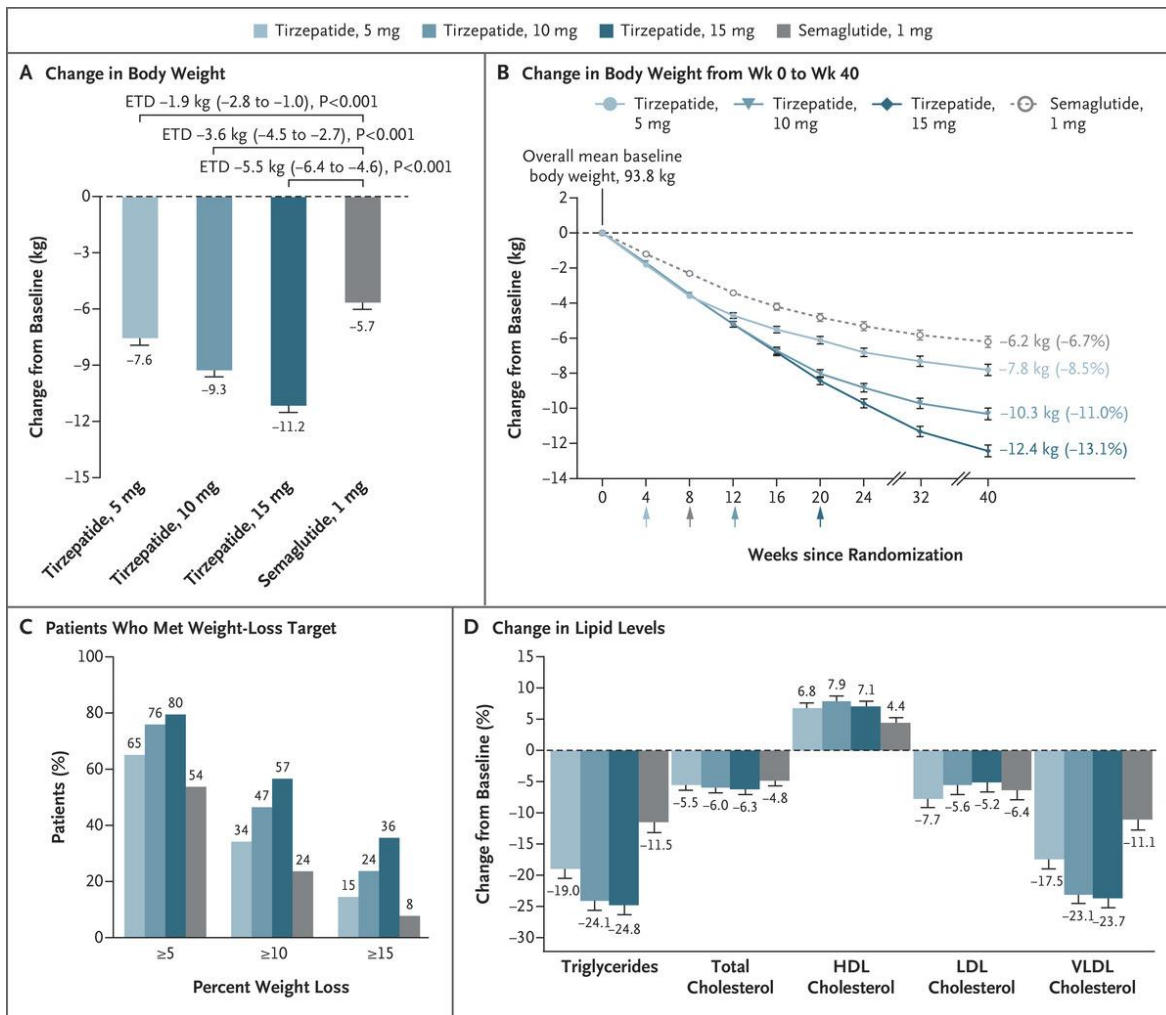 Tirzepatide, 5 mg Tirzepatide, 10 mg Tirzepatide, 15 mg Semaglutide, 1 mg
A Change in Body Weight
ETD −1.9 kg (−2.8 to −1.0), P<0.001
ETD −3.6 kg (−4.5 to −2.7), P<0.001
ETD −5.5 kg (−6.4 to −4.6), P<0.001
Change from Baseline (kg)
0
−3
−6
−9
−12
−15
−7.6
−9.3
−11.2
−5.7
Tirzepatide, 5 mg
Tirzepatide, 10 mg
Tirzepatide, 15 mg
Semaglutide, 1 mg
B Change in Body Weight from Wk 0 to Wk 40
Tirzepatide, 5 mg
Tirzepatide, 10 mg
Tirzepatide, 15 mg
Semaglutide, 1 mg
Overall mean baseline
body weight, 93.8 kg
Change from Baseline (kg)
2
0
−2
−4
−6
−8
−10
−12
−14
−6.2 kg (−6.7%)
−7.8 kg (−8.5%)
−10.3 kg (−11.0%)
−12.4 kg (−13.1%)
0 4 8 12 16 20 24 32 40
Weeks since Randomization
C Patients Who Met Weight-Loss Target
Patients (%)
100
80
60
40
20
0
65 76 80 54
34 47 57 24
15 24 36 8
≥5 ≥10 ≥15
Percent Weight Loss
D Change in Lipid Levels
Change from Baseline (%)
15
10
5
0
−5
−10
−15
−20
−25
−30
−19.0 −24.1 −24.8 −11.5
−5.5 −6.0 −6.3 −4.8
6.8 7.9 7.1 4.4
−7.7 −5.6 −5.2 −6.4
−17.5 −23.1 −23.7 −11.1
Triglycerides
Total
Cholesterol
HDL
Cholesterol
LDL
Cholesterol
VLDL
Cholesterol